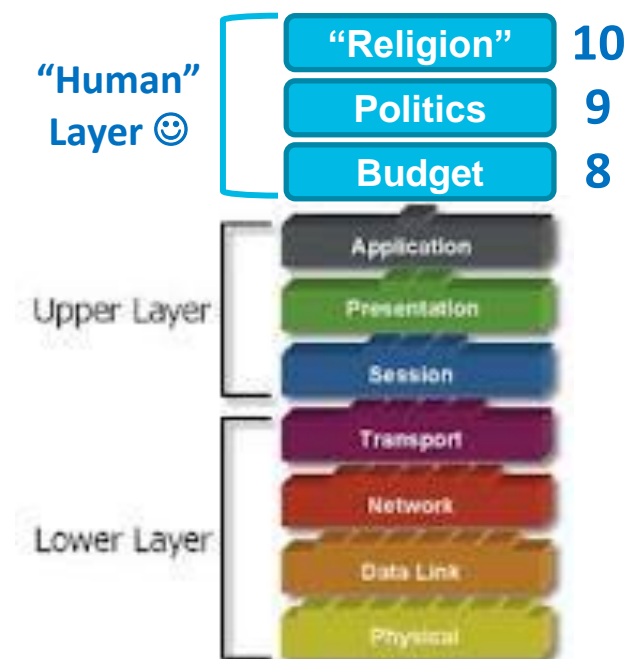 “Religion” 10
“Human”
Layer ☺
Politics 9
Budget 8
Application
Upper Layer
Presentation
Session
Transport
Network
Lower Layer
Data Link
Physical